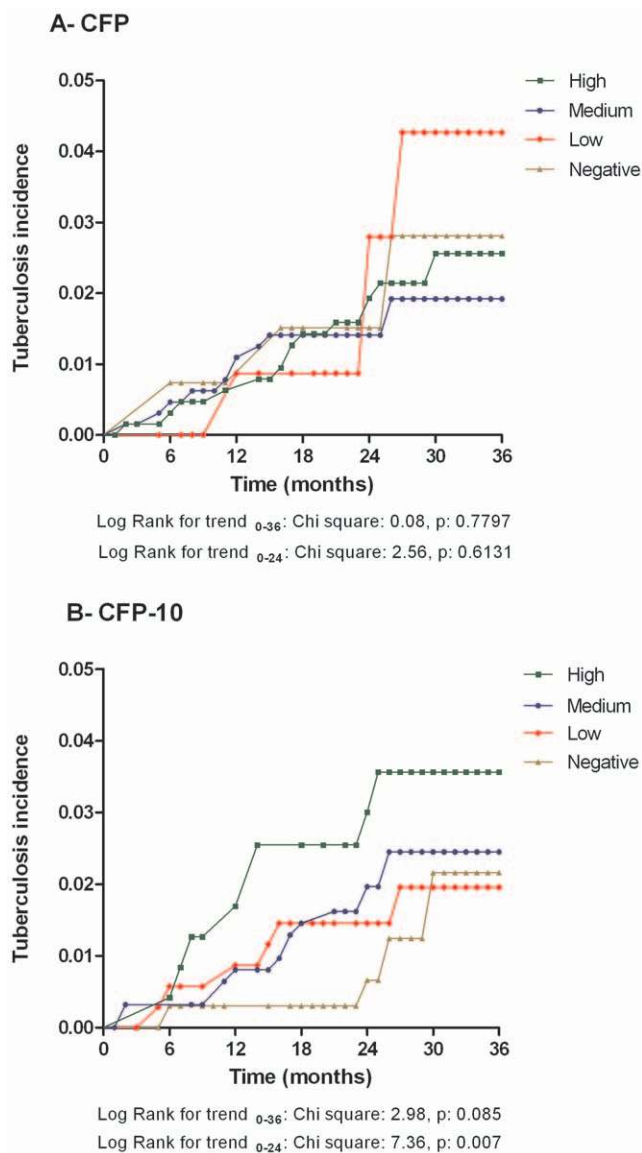 A- CFP
0.05
0.04
0.03
0.02
0.01
0.00
Tuberculosis incidence
High
Medium
Low
Negative
0 6 12 18 24 30 36
Time (months)
Log Rank for trend 0-36: Chi square: 0.08, p: 0.7797
Log Rank for trend 0-24: Chi square: 2.56, p: 0.6131
B- CFP-10
0.05
0.04
0.03
0.02
0.01
0.00
Tuberculosis incidence
High
Medium
Low
Negative
0 6 12 18 24 30 36
Time (months)
Log Rank for trend 0-36: Chi square: 2.98, p: 0.085
Log Rank for trend 0-24: Chi square: 7.36, p: 0.007